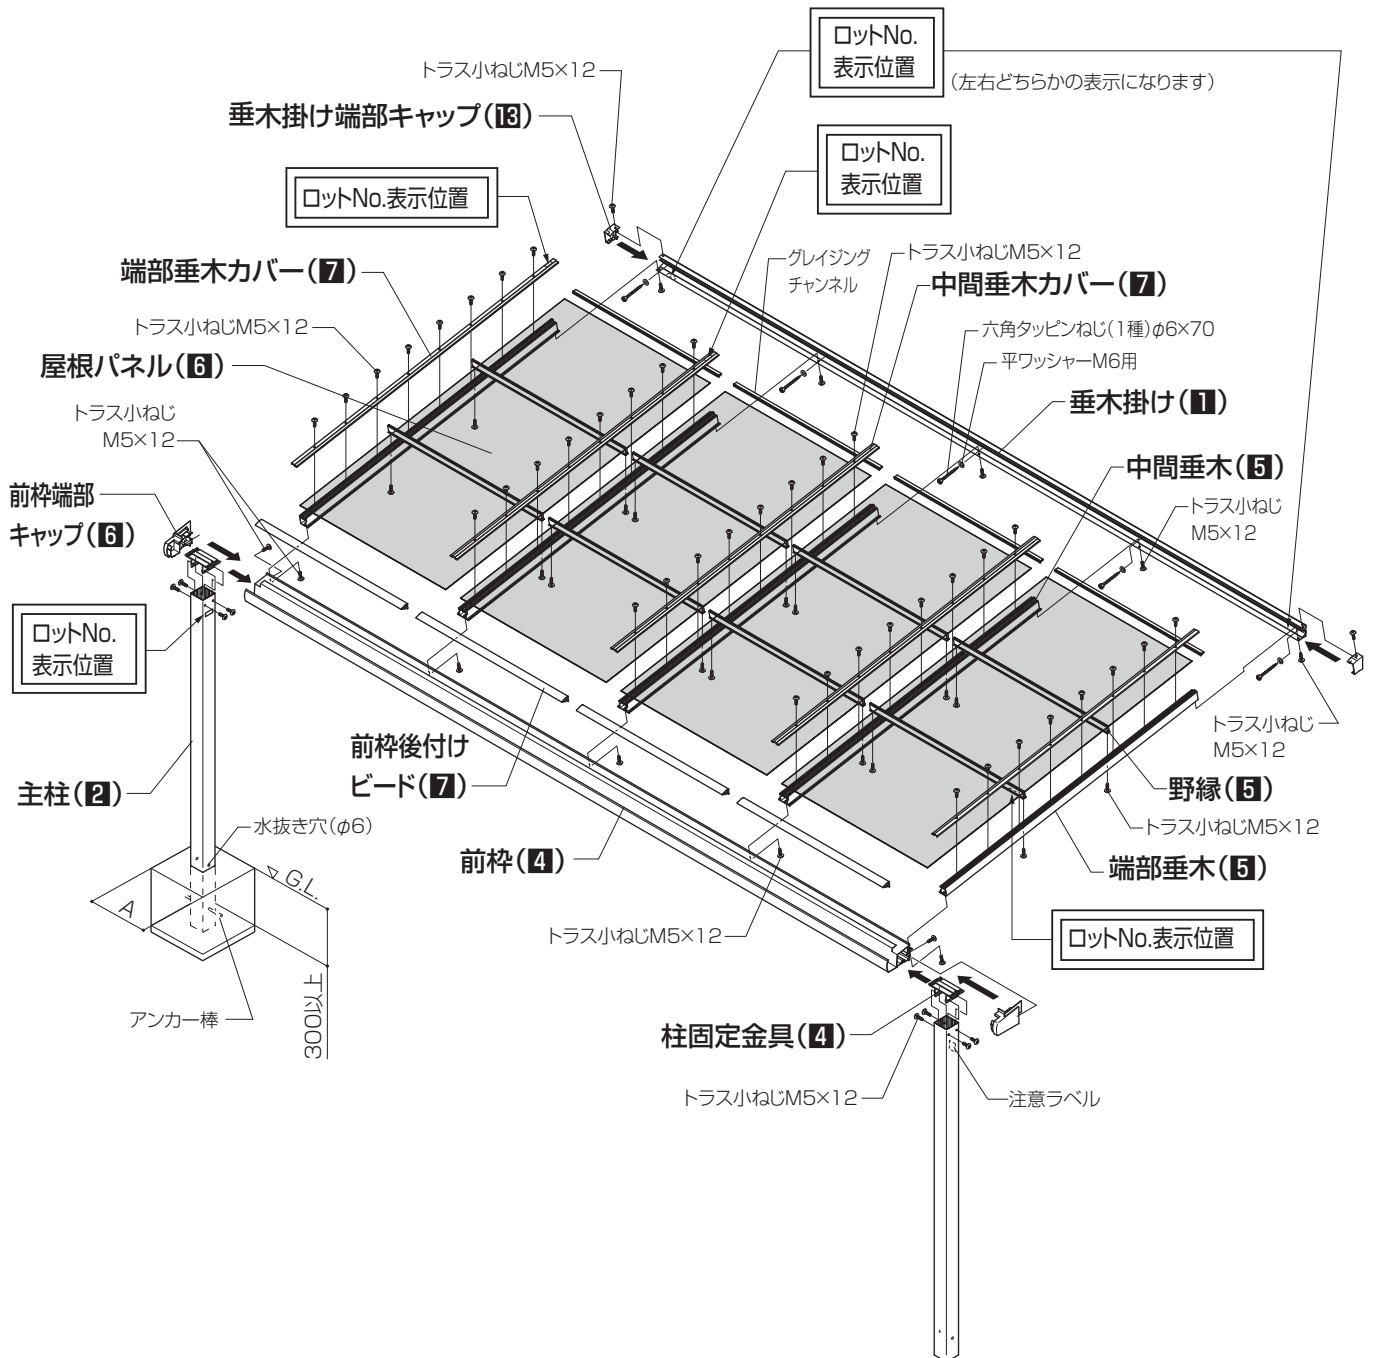 ロットNo.
表示位置
(左右どちらかの表示になります)
トラス小ねじM5×12
垂木掛け端部キャップ(13)
ロットNo.
表示位置
ロットNo.表示位置
グレイジング
チャンネル
トラス小ねじM5×12
端部垂木カバー(7)
中間垂木カバー(7)
トラス小ねじM5×12
六角タッピンねじ(1種)φ6×70
屋根パネル(6)
平ワッシャーM6用
垂木掛け(1)
トラス小ねじ
M5×12
中間垂木(5)
前枠端部
キャップ(6)
トラス小ねじ
M5×12
ロットNo.
表示位置
トラス小ねじ
M5×12
前枠後付け
ビード(7)
主柱(2)
野縁(5)
水抜き穴(φ6)
トラス小ねじM5×12
前枠(4)
端部垂木(5)
G.L.
A
トラス小ねじM5×12
ロットNo.表示位置
アンカー棒
300以上
柱固定金具(4)
トラス小ねじM5×12
注意ラベル